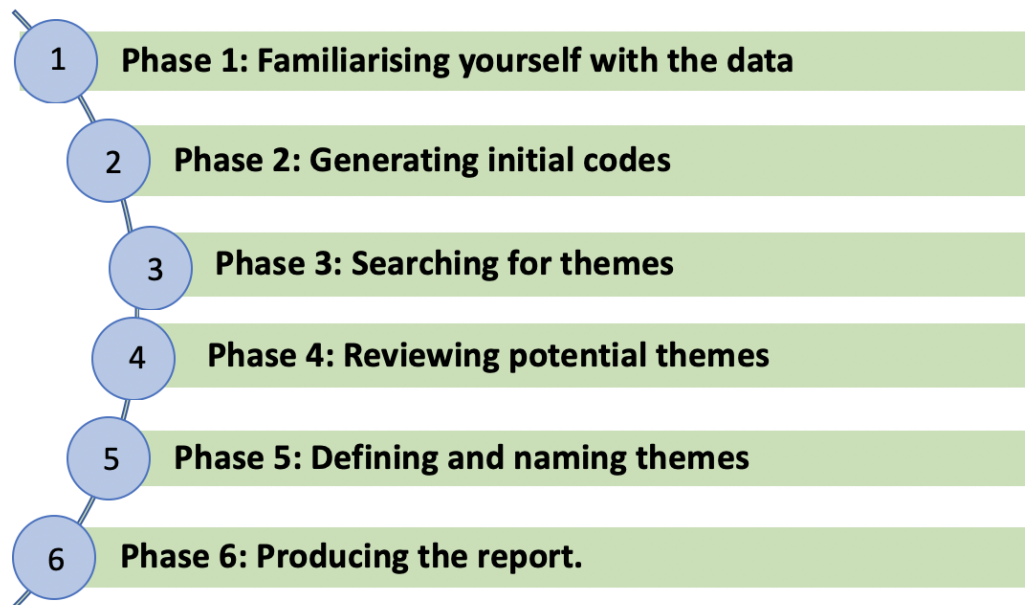 1
Phase 1: Familiarising yourself with the data
2
Phase 2: Generating initial codes
3
Phase 3: Searching for themes
4
Phase 4: Reviewing potential themes
5
Phase 5: Defining and naming themes
6
Phase 6: Producing the report.